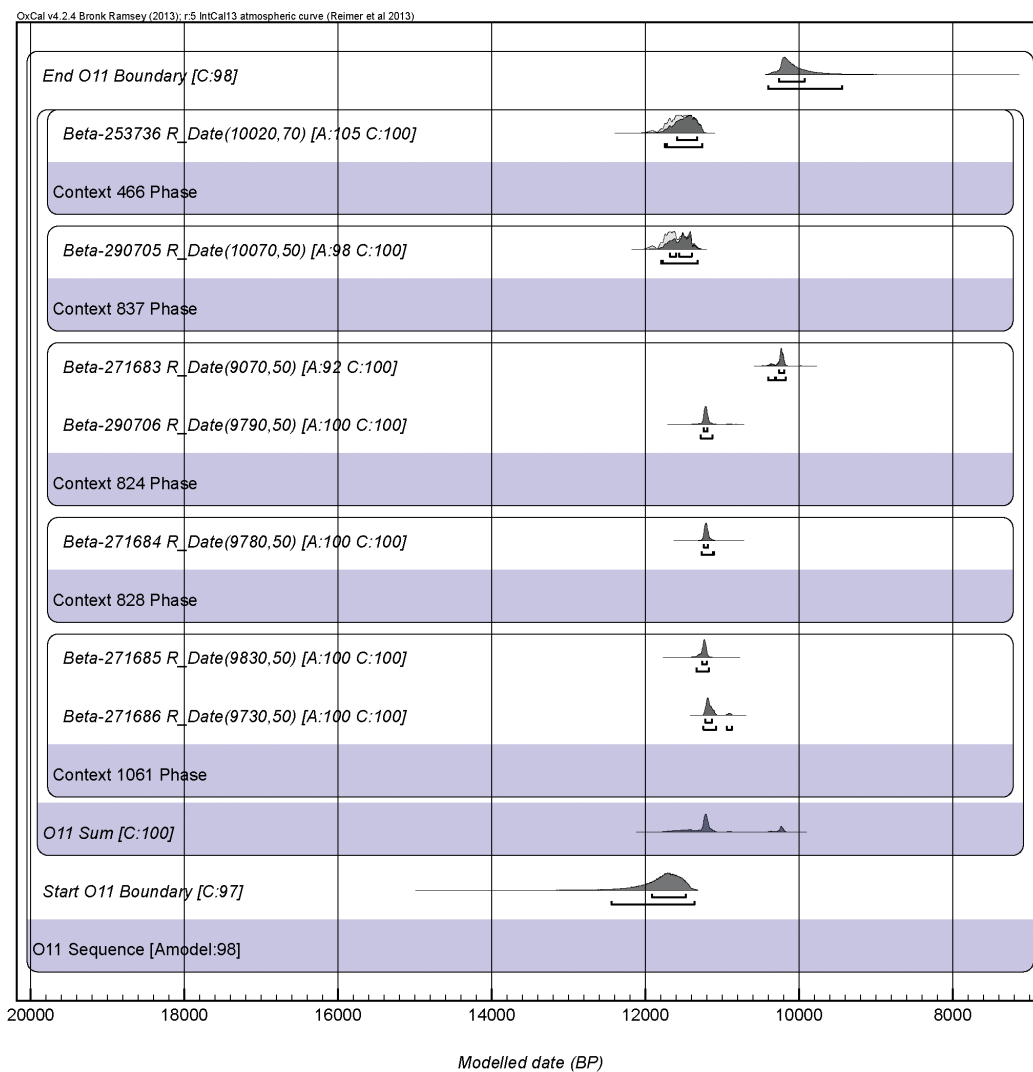 OxCal v4.2.4 Bronk Ramsey (2013); r:5 IntCal13 atmospheric curve (Reimer et al 2013)
End O11 Boundary [C:98]
Beta-253736 R_Date(10020,70) [A:105 C:100]
Context 466 Phase
Beta-290705 R_Date(10070,50) [A:98 C:100]
Context 837 Phase
Beta-271683 R_Date(9070,50) [A:92 C:100]
Beta-290706 R_Date(9790,50) [A:100 C:100]
Context 824 Phase
Beta-271684 R_Date(9780,50) [A:100 C:100]
Context 828 Phase
Beta-271685 R_Date(9830,50) [A:100 C:100]
Beta-271686 R_Date(9730,50) [A:100 C:100]
Context 1061 Phase
O11 Sum [C:100]
Start O11 Boundary [C:97]
O11 Sequence [Amodel:98]
20000 18000 16000 14000 12000 10000 8000
Modelled date (BP)